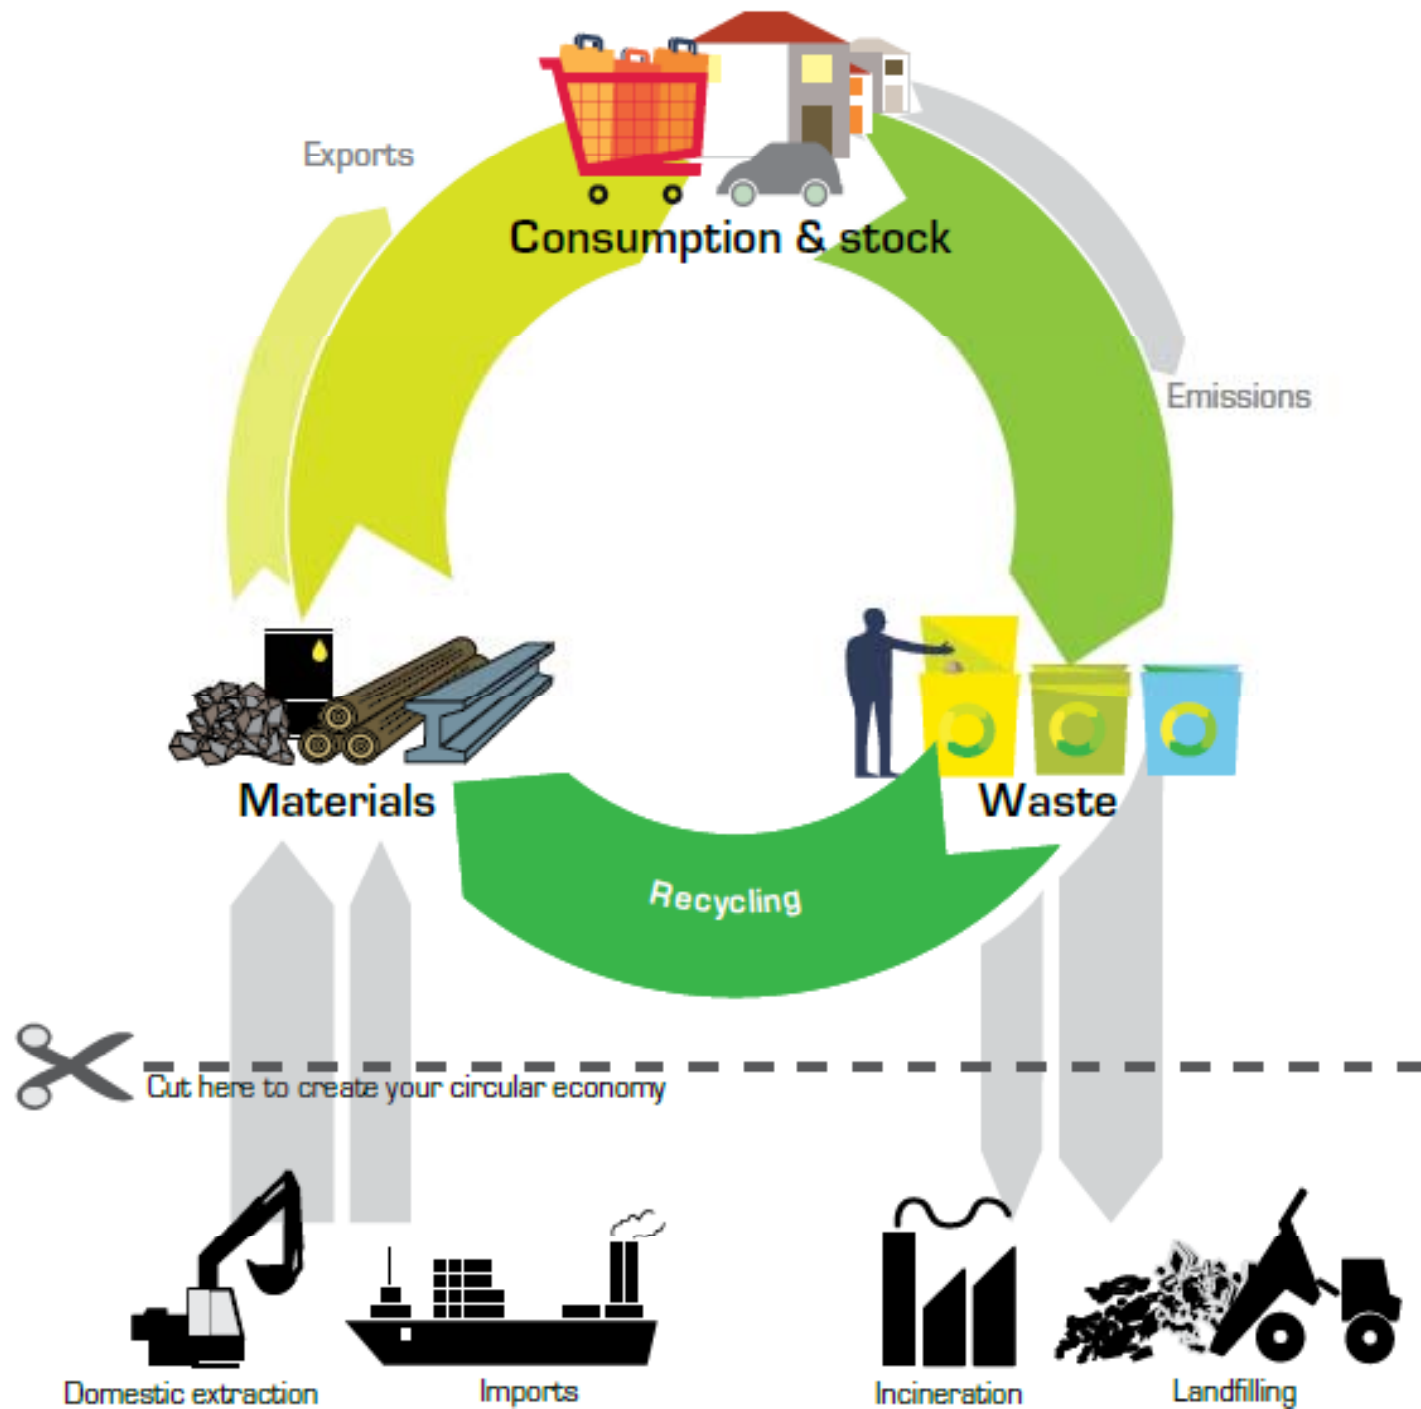 Exports
Consumption & stock
Emissions
Materials
Waste
Recycling
Cut here to create your circular economy
Domestic extraction
Imports
Incineration
Landfilling